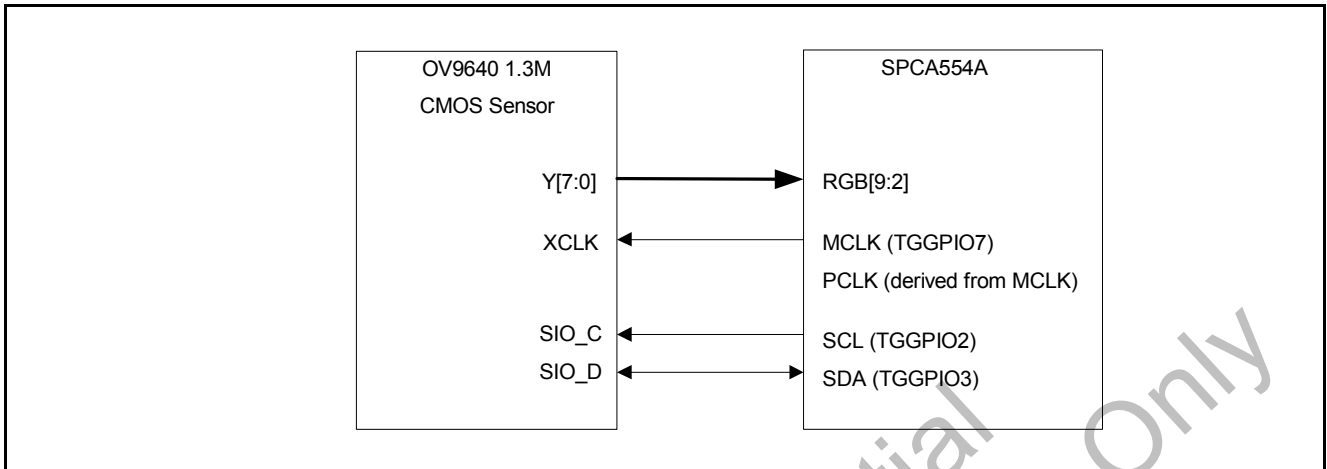 OV9640 1.3M
CMOS Sensor
Y[7:0]
XCLK
SIO_C
SIO_D
SPCA554A
RGB[9:2]
MCLK (TGGPIO7)
PCLK (derived from MCLK)
SCL (TGGPIO2)
SDA (TGGPIO3)
Only